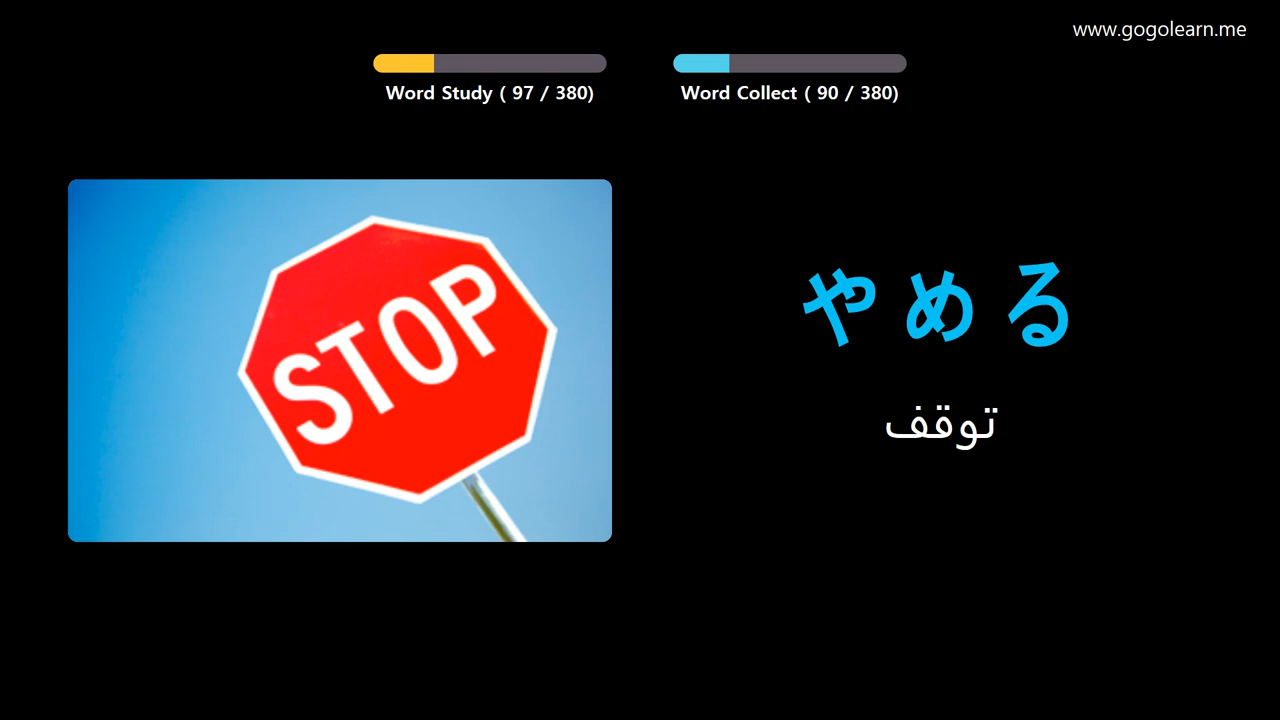 www.gogolearn.me
Word Study ( 97 / 380)
Word Collect ( 90 / 380)
STOP
やめる
توقف